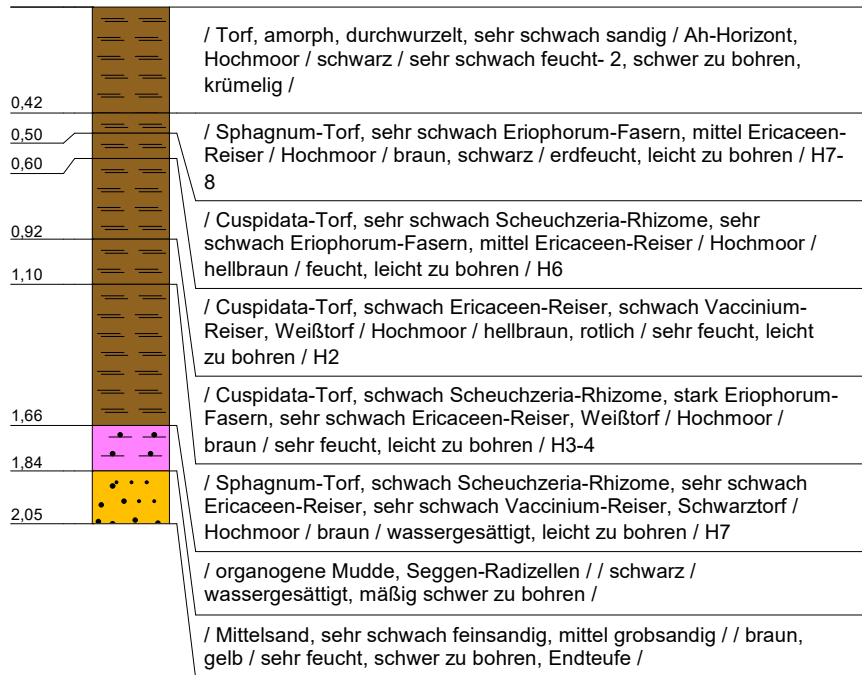 / Torf, amorph, durchwurzelt, sehr schwach sandig / Ah-Horizont,
Hochmoor / schwarz / sehr schwach feucht- 2, schwer zu bohren,
krümelig /
0,42
/ Sphagnum-Torf, sehr schwach Eriophorum-Fasern, mittel Ericaceen-
Reiser / Hochmoor / braun, schwarz / erdfeucht, leicht zu bohren / H7-
8
0,50
/ Cuspidata-Torf, sehr schwach Scheuchzeria-Rhizome, sehr
schwach Eriophorum-Fasern, mittel Ericaceen-Reiser / Hochmoor /
hellbraun / feucht, leicht zu bohren / H6
0,60
/ Cuspidata-Torf, schwach Ericaceen-Reiser, schwach Vaccinium-
Reiser, Weißtorf / Hochmoor / hellbraun, rotlich / sehr feucht, leicht
zu bohren / H2
0,92
/ Cuspidata-Torf, schwach Scheuchzeria-Rhizome, stark Eriophorum-
Fasern, sehr schwach Ericaceen-Reiser, Weißtorf / Hochmoor /
braun / sehr feucht, leicht zu bohren / H3-4
1,10
/ Sphagnum-Torf, schwach Scheuchzeria-Rhizome, sehr schwach
Ericaceen-Reiser, sehr schwach Vaccinium-Reiser, Schwarztorf /
Hochmoor / braun / wassergesättigt, leicht zu bohren / H7
1,66
/ organogene Mudde, Seggen-Radizellen / / schwarz /
wassergesättigt, mäßig schwer zu bohren /
1,84
/ Mittelsand, sehr schwach feinsandig, mittel grobsandig / / braun,
gelb / sehr feucht, schwer zu bohren, Endteufe /
2,05